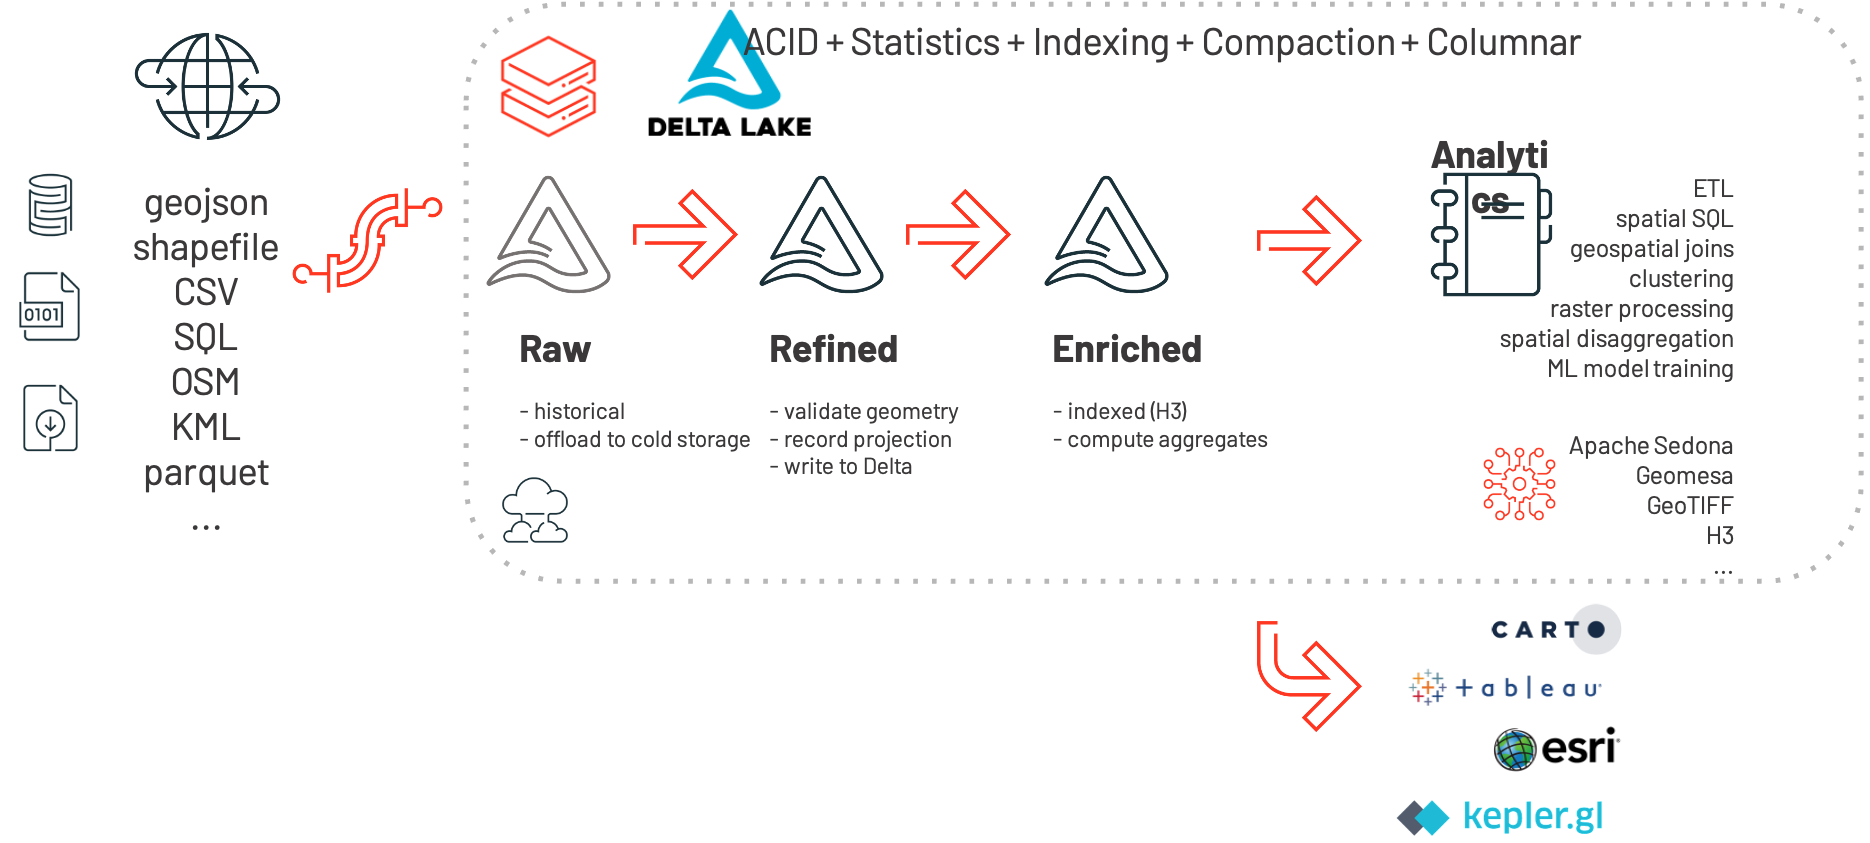 geojson
shapefile
CSV
SQL
OSM
KML
parquet
...
0101
ACID + Statistics + Indexing + Compaction + Columnar
DELTA LAKE
Raw
- historical
- offload to cold storage
Refined
- validate geometry
- record projection
- write to Delta
Enriched
- indexed (H3)
- compute aggregates
Analyti
cs
ETL
spatial SQL
geospatial joins
clustering
raster processing
spatial disaggregation
ML model training
Apache Sedona
Geomesa
GeoTIFF
H3
...
CARTO
+ableau
esri
kepler.gl